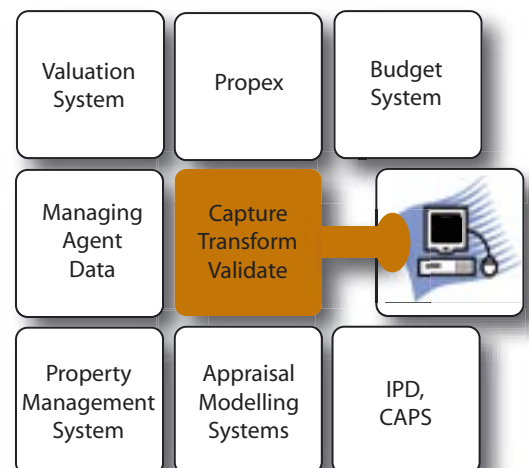 Valuation
System
Propex
Budget
System
Managing
Agent
Data
Capture
Transform
Validate
Property
Management
System
Appraisal
Modelling
Systems
IPD,
CAPS